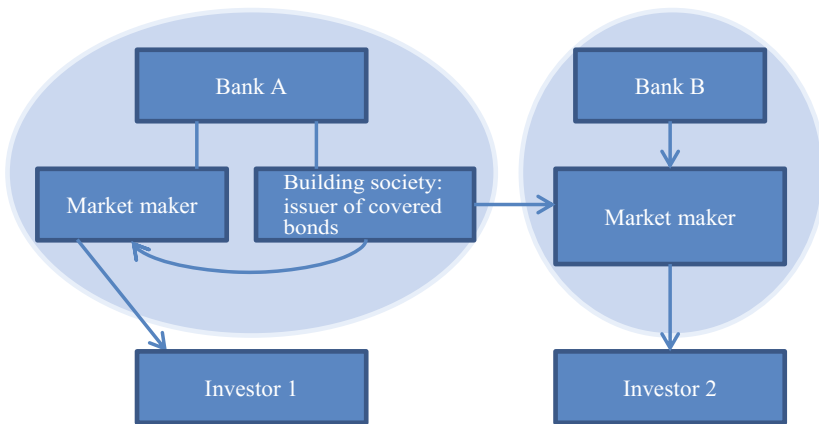 Bank A
Bank B
Market maker
Building society:
issuer of covered
bonds
Market maker
Investor 1
Investor 2